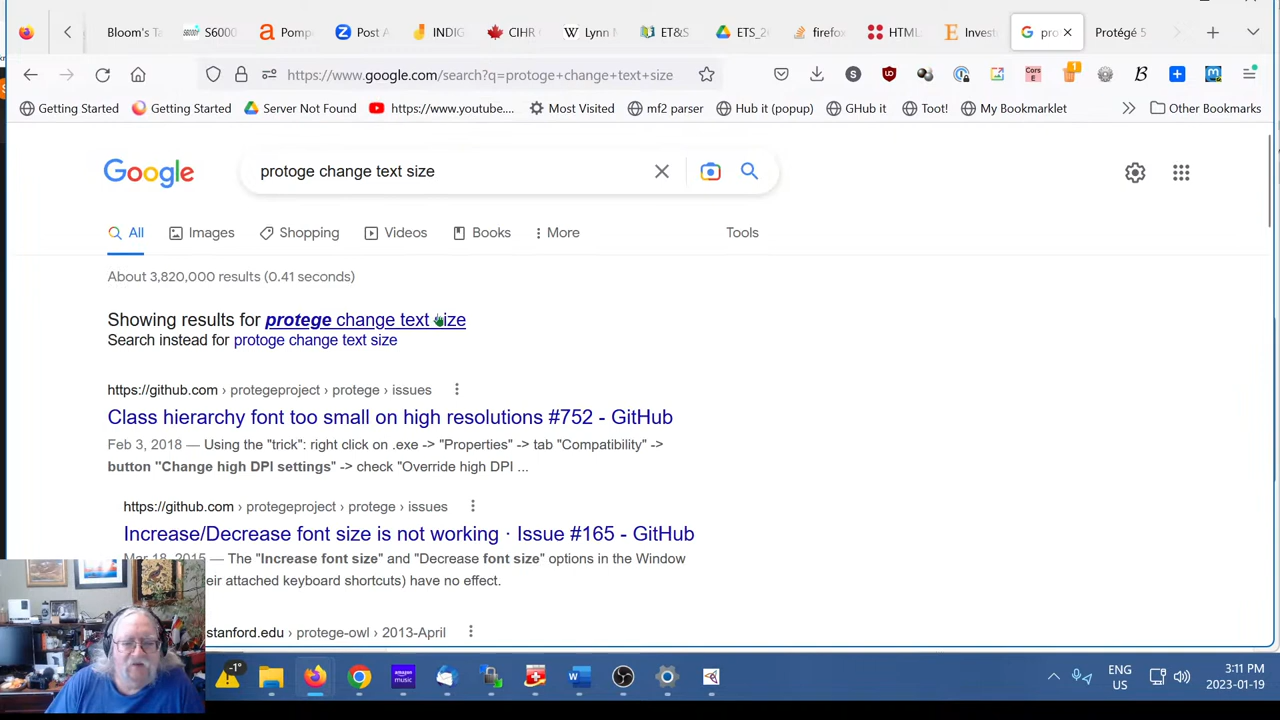 Bloom's Ta
S6000
Pomp
Post A
INDIG
CIHR
Lynn
ET&S
ETS_2
firefox
HTML
Invest
pro
Protégé 5
https://www.google.com/search?q=protoge+change+text+size
Getting Started
Getting Started
Server Not Found
https://www.youtube....
Most Visited
mf2 parser
Hub it (popup)
GHub it
Toot!
My Bookmarklet
Other Bookmarks
Google
protoge change text size
All
Images
Shopping
Videos
Books
More
Tools
About 3,820,000 results (0.41 seconds)
Showing results for protege change text size
Search instead for protoge change text size
https://github.com › protegeproject › protege › issues
Class hierarchy font too small on high resolutions #752 - GitHub
Feb 3, 2018 — Using the "trick": right click on .exe -> "Properties" -> tab "Compatibility" ->
button "Change high DPI settings" -> check "Override high DPI ...
https://github.com › protegeproject › protege › issues
Increase/Decrease font size is not working · Issue #165 - GitHub
Mar 18, 2015 — The "Increase font size" and "Decrease font size" options in the Window
eir attached keyboard shortcuts) have no effect.
stanford.edu › protege-owl › 2013-April
-1°
ENG
US
3:11 PM
2023-01-19